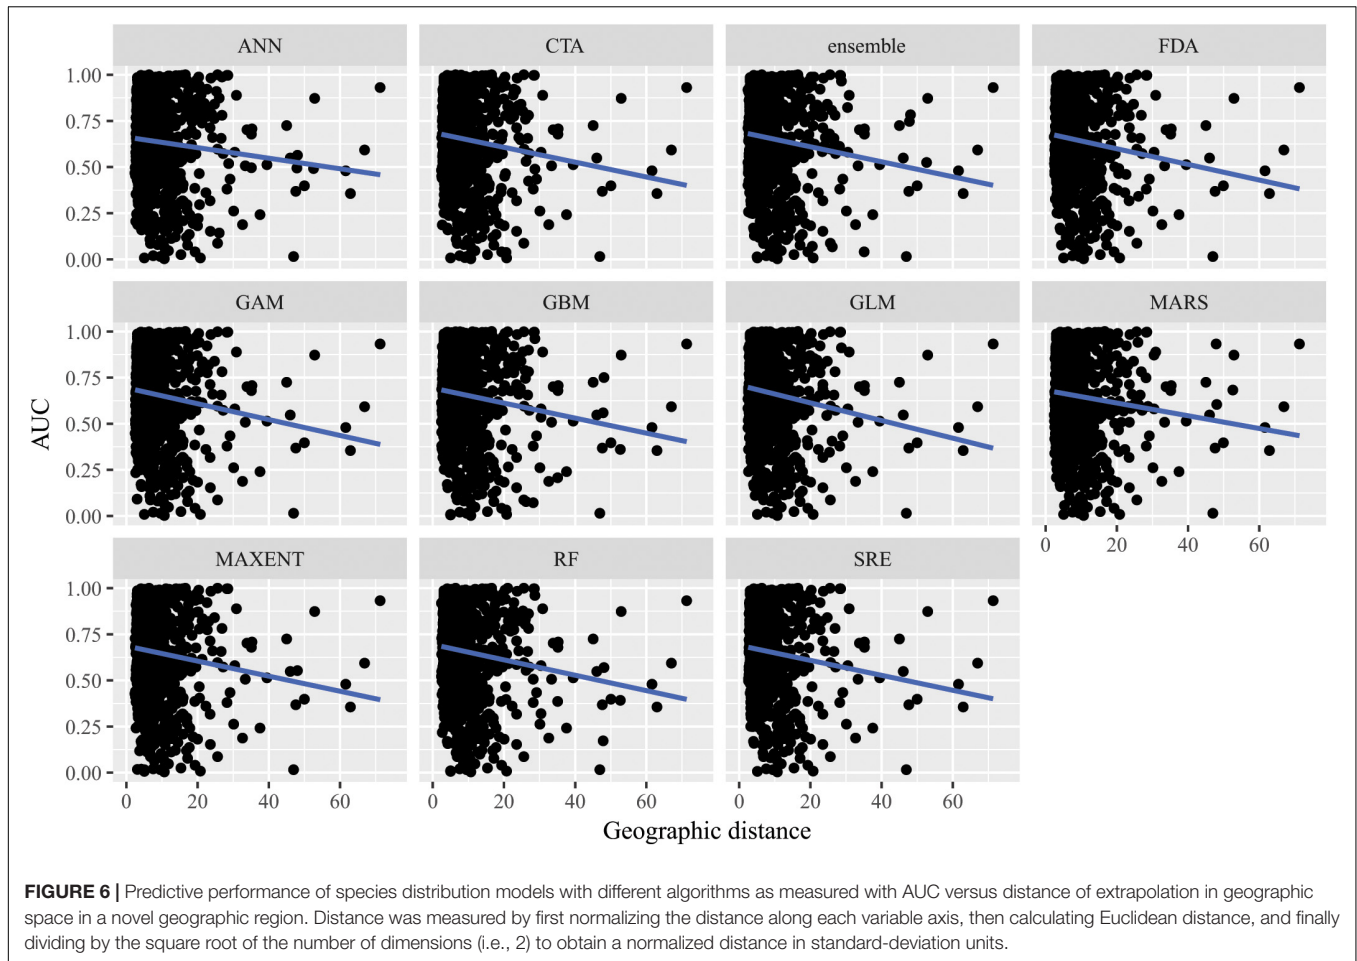 ANN CTA ensemble FDA
1.00
0.75
0.50
0.25
0.00
GAM GBM GLM MARS
1.00
0.75
0.50
0.25
0.00
AUC
0 20 40 60
MAXENT RF SRE
1.00
0.75
0.50
0.25
0.00
0 20 40 60 0 20 40 60 0 20 40 60
Geographic distance
FIGURE 6 | Predictive performance of species distribution models with different algorithms as measured with AUC versus distance of extrapolation in geographic
space in a novel geographic region. Distance was measured by first normalizing the distance along each variable axis, then calculating Euclidean distance, and finally
dividing by the square root of the number of dimensions (i.e., 2) to obtain a normalized distance in standard-deviation units.